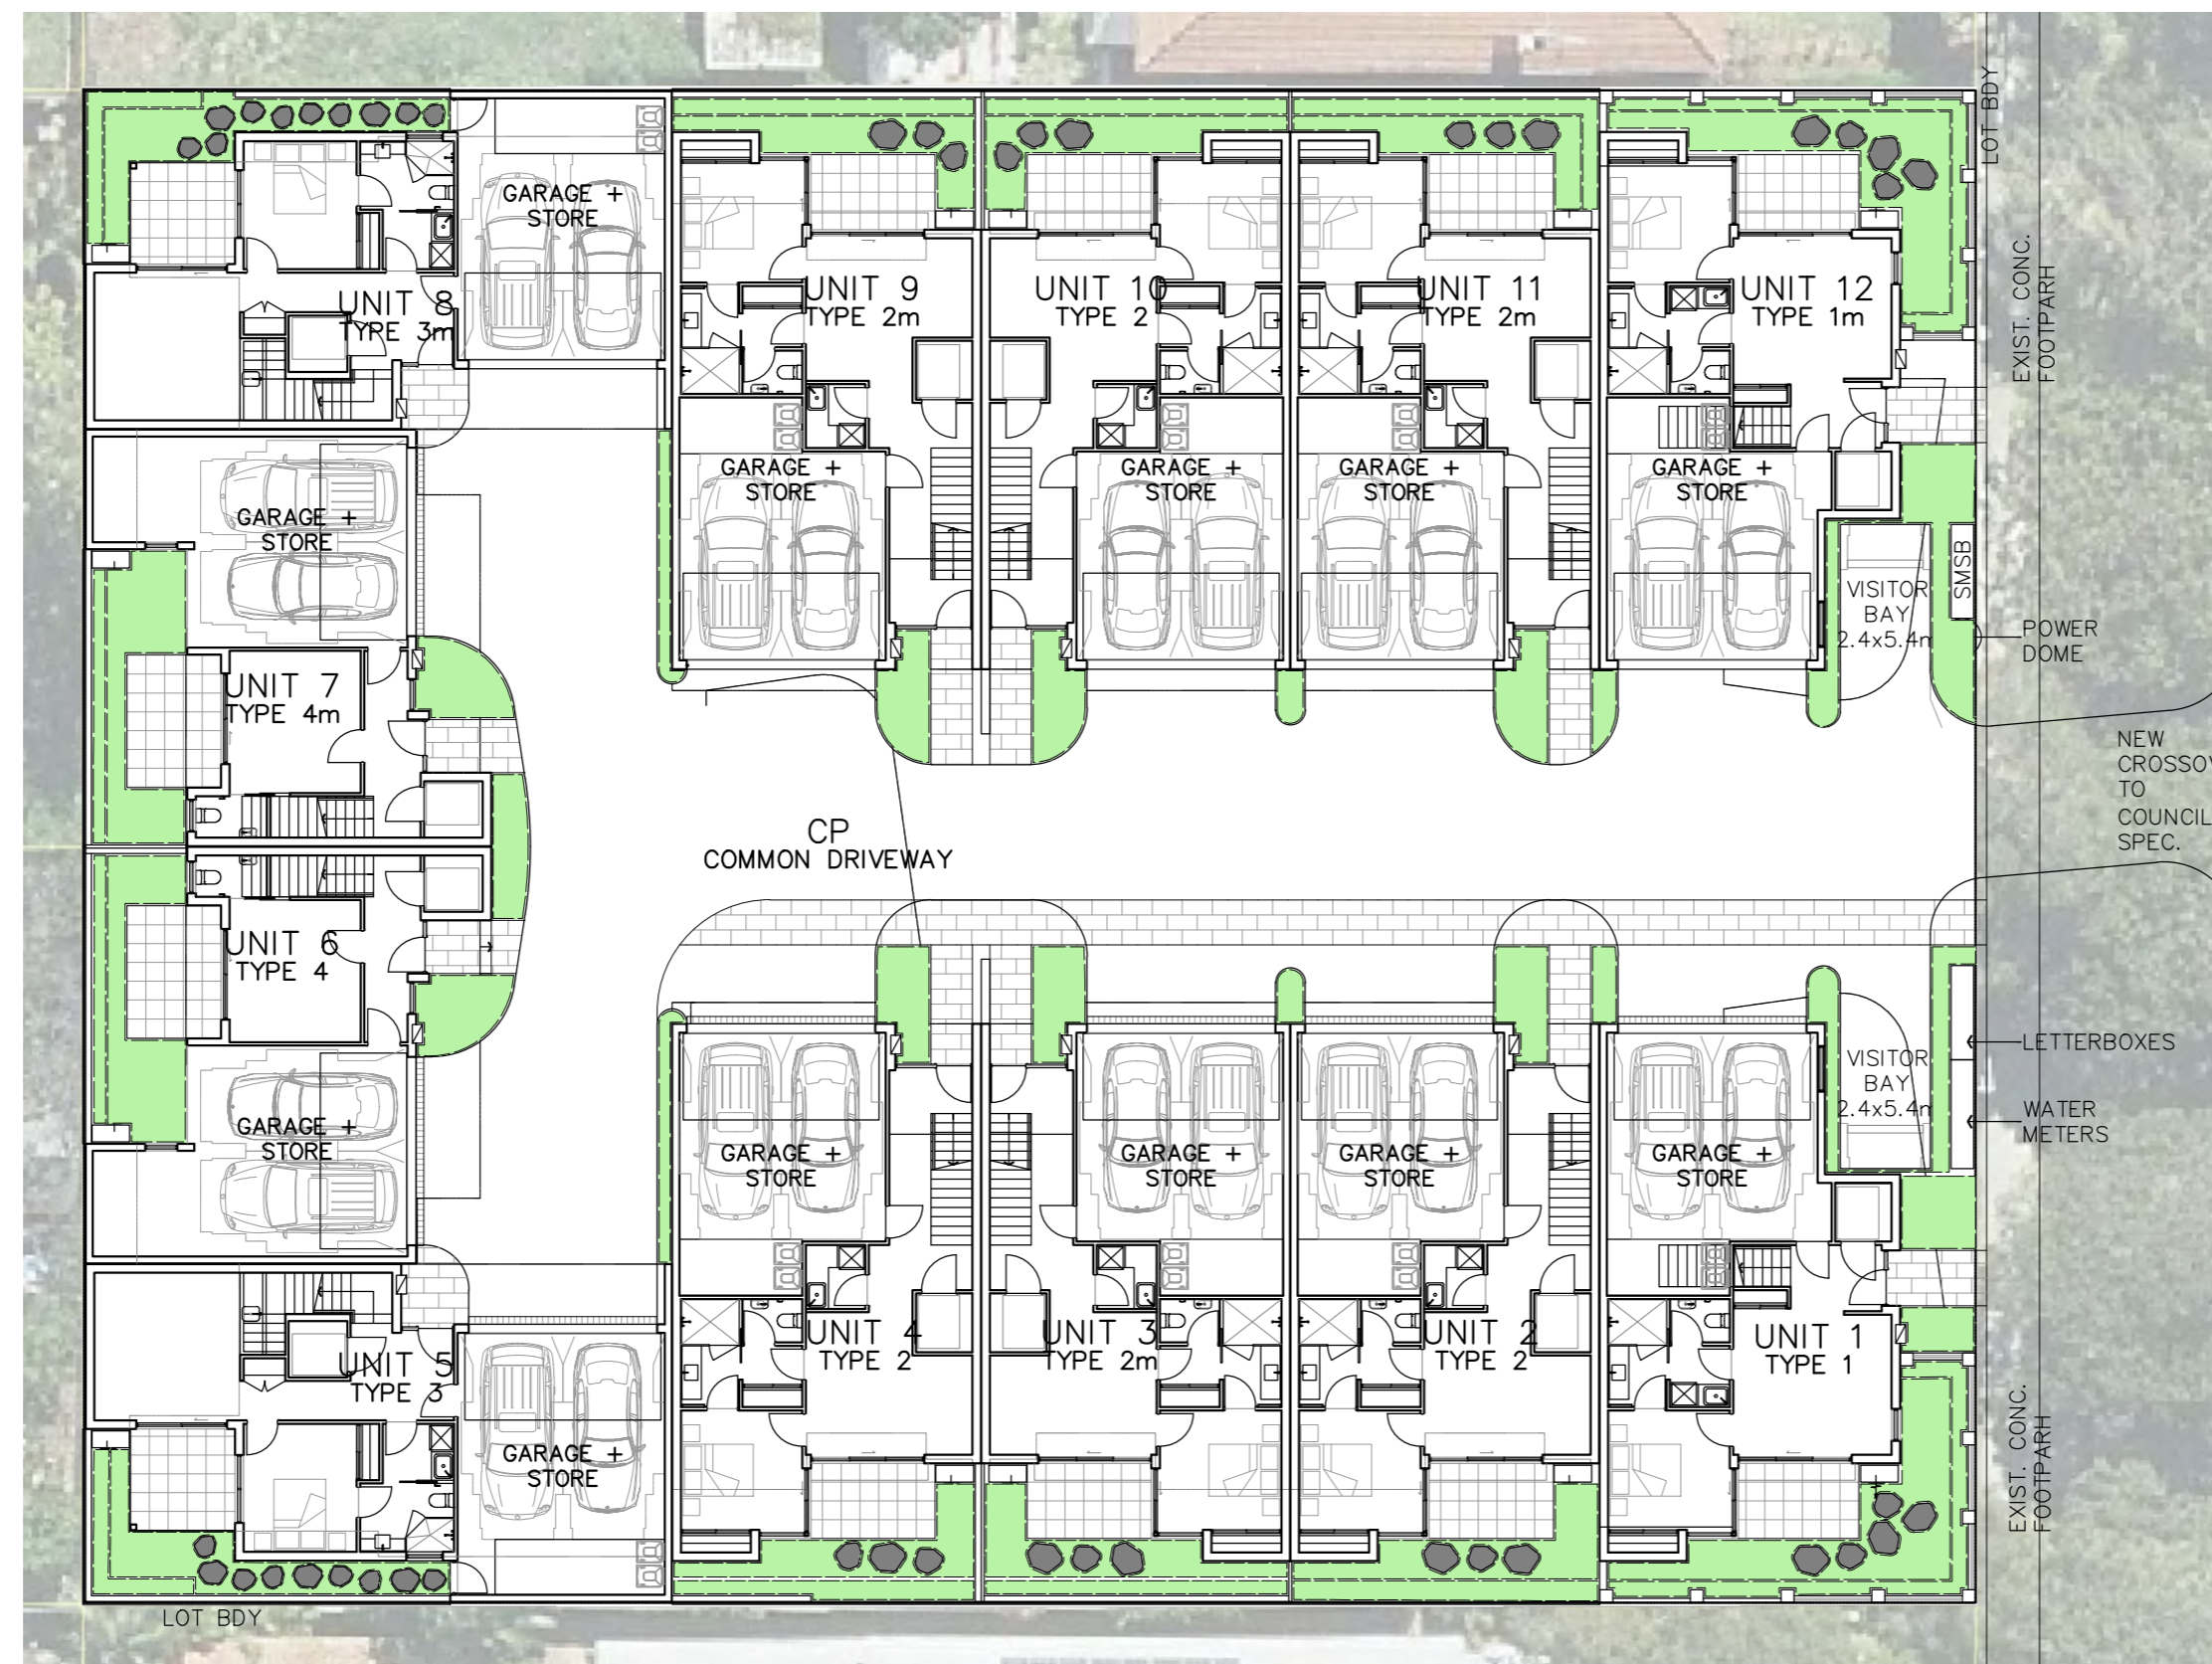 LOT BDY
GARAGE +
STORE
UNIT 8
TYPE 3m
UNIT 9
TYPE 2m
UNIT 10
TYPE 2
UNIT 11
TYPE 2m
UNIT 12
TYPE 1m
EXIST. CONC.
FOOTPARH
GARAGE +
STORE
GARAGE +
STORE
GARAGE +
STORE
GARAGE +
STORE
GARAGE +
STORE
VISITOR
BAY
2.4x5.4m
SMSB
POWER
DOME
UNIT 7
TYPE 4m
NEW
CROSSOV
TO
COUNCIL
SPEC.
CP
COMMON DRIVEWAY
UNIT 6
TYPE 4
LETTERBOXES
VISITOR
BAY
2.4x5.4m
WATER
METERS
GARAGE +
STORE
GARAGE +
STORE
GARAGE +
STORE
GARAGE +
STORE
GARAGE +
STORE
UNIT 5
TYPE 3
UNIT 4
TYPE 2
UNIT 3
TYPE 2m
UNIT 2
TYPE 2
UNIT 1
TYPE 1
EXIST. CONC.
FOOTPARH
GARAGE +
STORE
LOT BDY